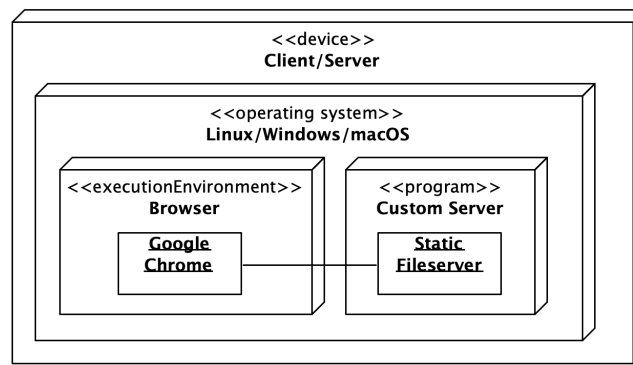 <<device>>
Client/Server
<<operating system>>
Linux/Windows/macOS
<<executionEnvironment>>
Browser
Google
Chrome
<<program>>
Custom Server
Static
Fileserver